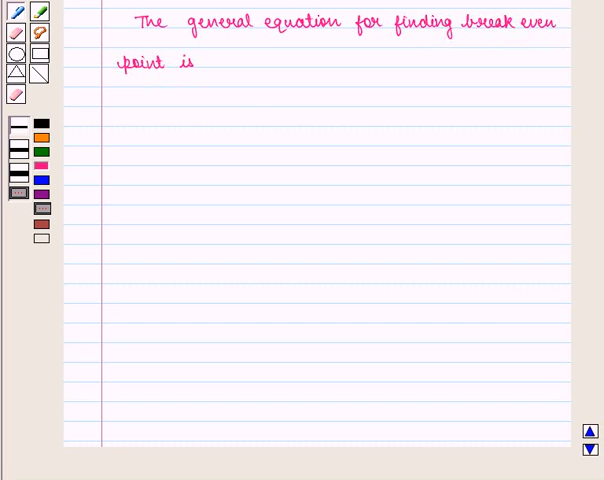 The general equation for finding break even
point is